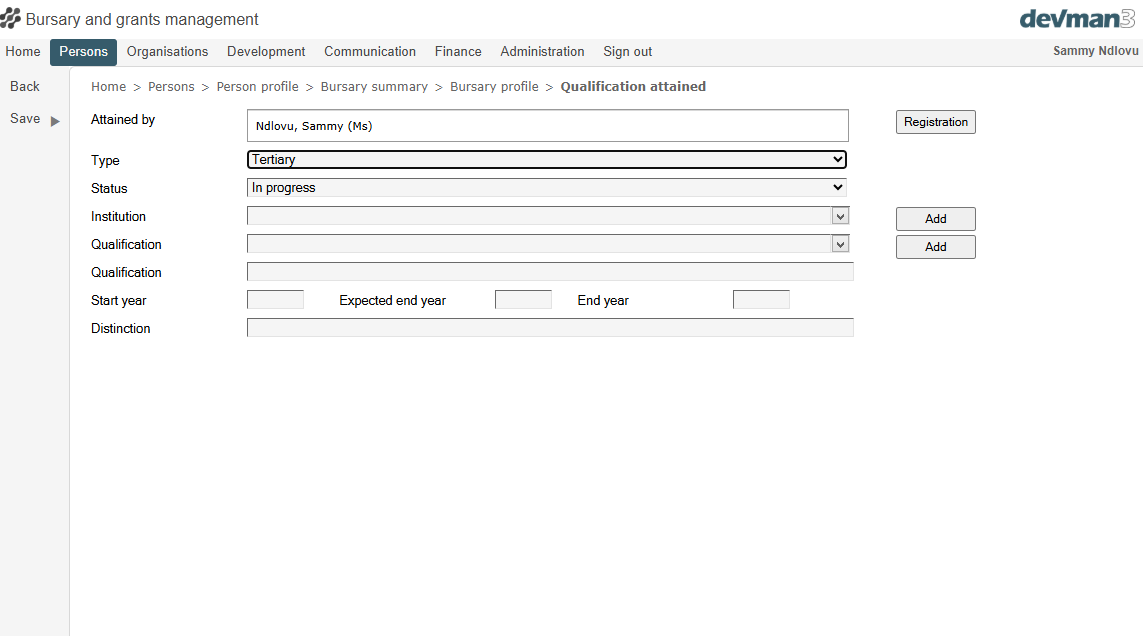 Bursary and grants management
devman3
Home Persons Organisations Development Communication Finance Administration Sign out Sammy Ndlovu
Back
Home > Persons > Person profile > Bursary summary > Bursary profile > Qualification attained
Save
Attained by Ndlovu, Sammy (Ms) Registration
Type Tertiary
Status In progress
Institution Add
Qualification Add
Qualification
Start year Expected end year End year
Distinction